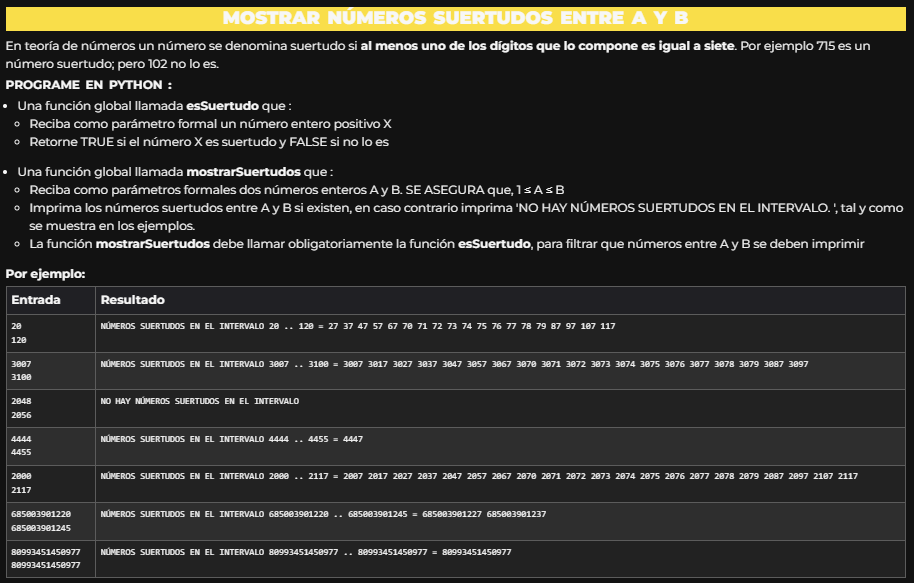 MOSTRAR NÚMEROS SUERTUDOS ENTRE A Y B
En teoría de números un número se denomina suertudo si al menos uno de los dígitos que lo compone es igual a siete. Por ejemplo 715 es un
número suertudo; pero 102 no lo es.
PROGRAME EN PYTHON :
• Una función global llamada esSuertudo que :
○ Reciba como parámetro formal un número entero positivo X
○ Retorne TRUE si el número X es suertudo y FALSE si no lo es
• Una función global llamada mostrarSuertudos que :
○ Reciba como parámetros formales dos números enteros A y B. SE ASEGURA que, 1 ≤ A ≤ B
○ Imprima los números suertudos entre A y B si existen, en caso contrario imprima 'NO HAY NÚMEROS SUERTUDOS EN EL INTERVALO. ', tal y como
se muestra en los ejemplos.
○ La función mostrarSuertudos debe llamar obligatoriamente la función esSuertudo, para filtrar que números entre A y B se deben imprimir
Por ejemplo:
Entrada Resultado
20 NÚMEROS SUERTUDOS EN EL INTERVALO 20 .. 120 = 27 37 47 57 67 70 71 72 73 74 75 76 77 78 79 87 97 107 117
120
3007 NÚMEROS SUERTUDOS EN EL INTERVALO 3007 .. 3100 = 3007 3017 3027 3037 3047 3057 3067 3070 3071 3072 3073 3074 3075 3076 3077 3078 3079 3087 3097
3100
2048 NO HAY NÚMEROS SUERTUDOS EN EL INTERVALO
2056
4444 NÚMEROS SUERTUDOS EN EL INTERVALO 4444 .. 4455 = 4447
4455
2000 NÚMEROS SUERTUDOS EN EL INTERVALO 2000 .. 2117 = 2007 2017 2027 2037 2047 2057 2067 2070 2071 2072 2073 2074 2075 2076 2077 2078 2079 2087 2097 2107 2117
2117
685003901220 NÚMEROS SUERTUDOS EN EL INTERVALO 685003901220 .. 685003901245 = 685003901227 685003901237
685003901245
80993451450977 NÚMEROS SUERTUDOS EN EL INTERVALO 80993451450977 .. 80993451450977 = 80993451450977
80993451450977